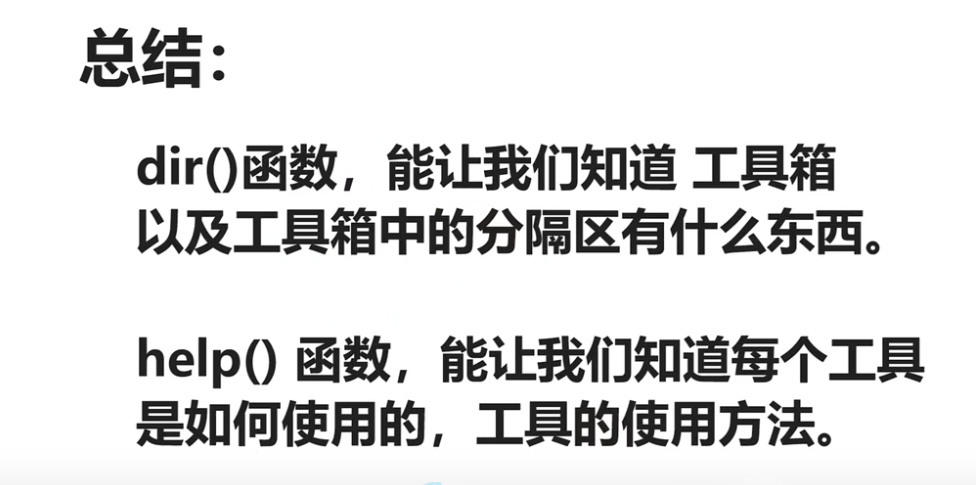 总结：
dir()函数，能让我们知道 工具箱
以及工具箱中的分隔区有什么东西。
help() 函数，能让我们知道每个工具
是如何使用的，工具的使用方法。